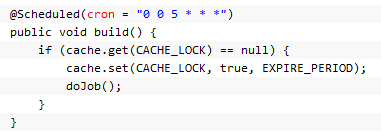 @Scheduled(cron = "0 0 5 * * *")
public void build() {
    if (cache.get(CACHE_LOCK) == null) {
        cache.set(CACHE_LOCK, true, EXPIRE_PERIOD);
        doJob();
    }
}